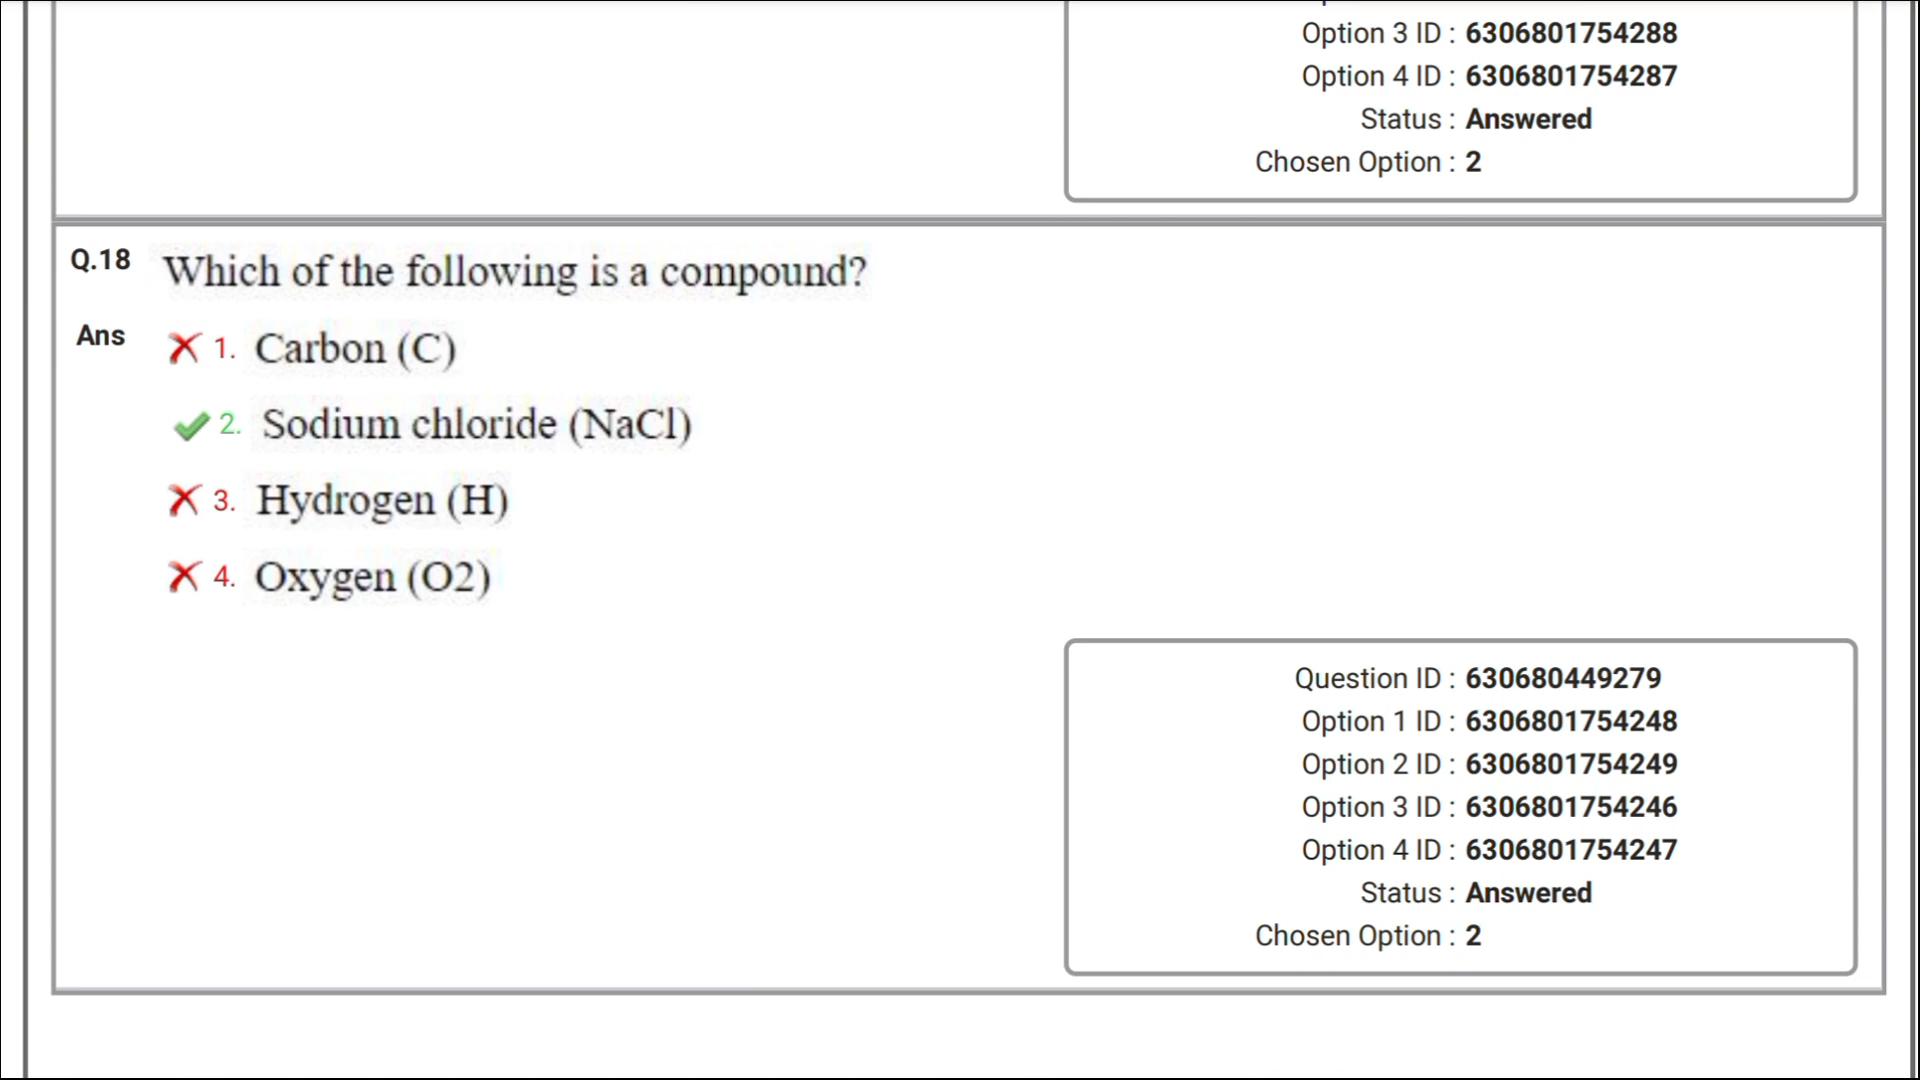 Option 3 ID : 6306801754288
Option 4 ID : 6306801754287
Status : Answered
Chosen Option : 2
Q.18 Which of the following is a compound?
Ans 1. Carbon (C)
2. Sodium chloride (NaCl)
3. Hydrogen (H)
4. Oxygen (O2)
Question ID : 630680449279
Option 1 ID : 6306801754248
Option 2 ID : 6306801754249
Option 3 ID : 6306801754246
Option 4 ID : 6306801754247
Status : Answered
Chosen Option : 2